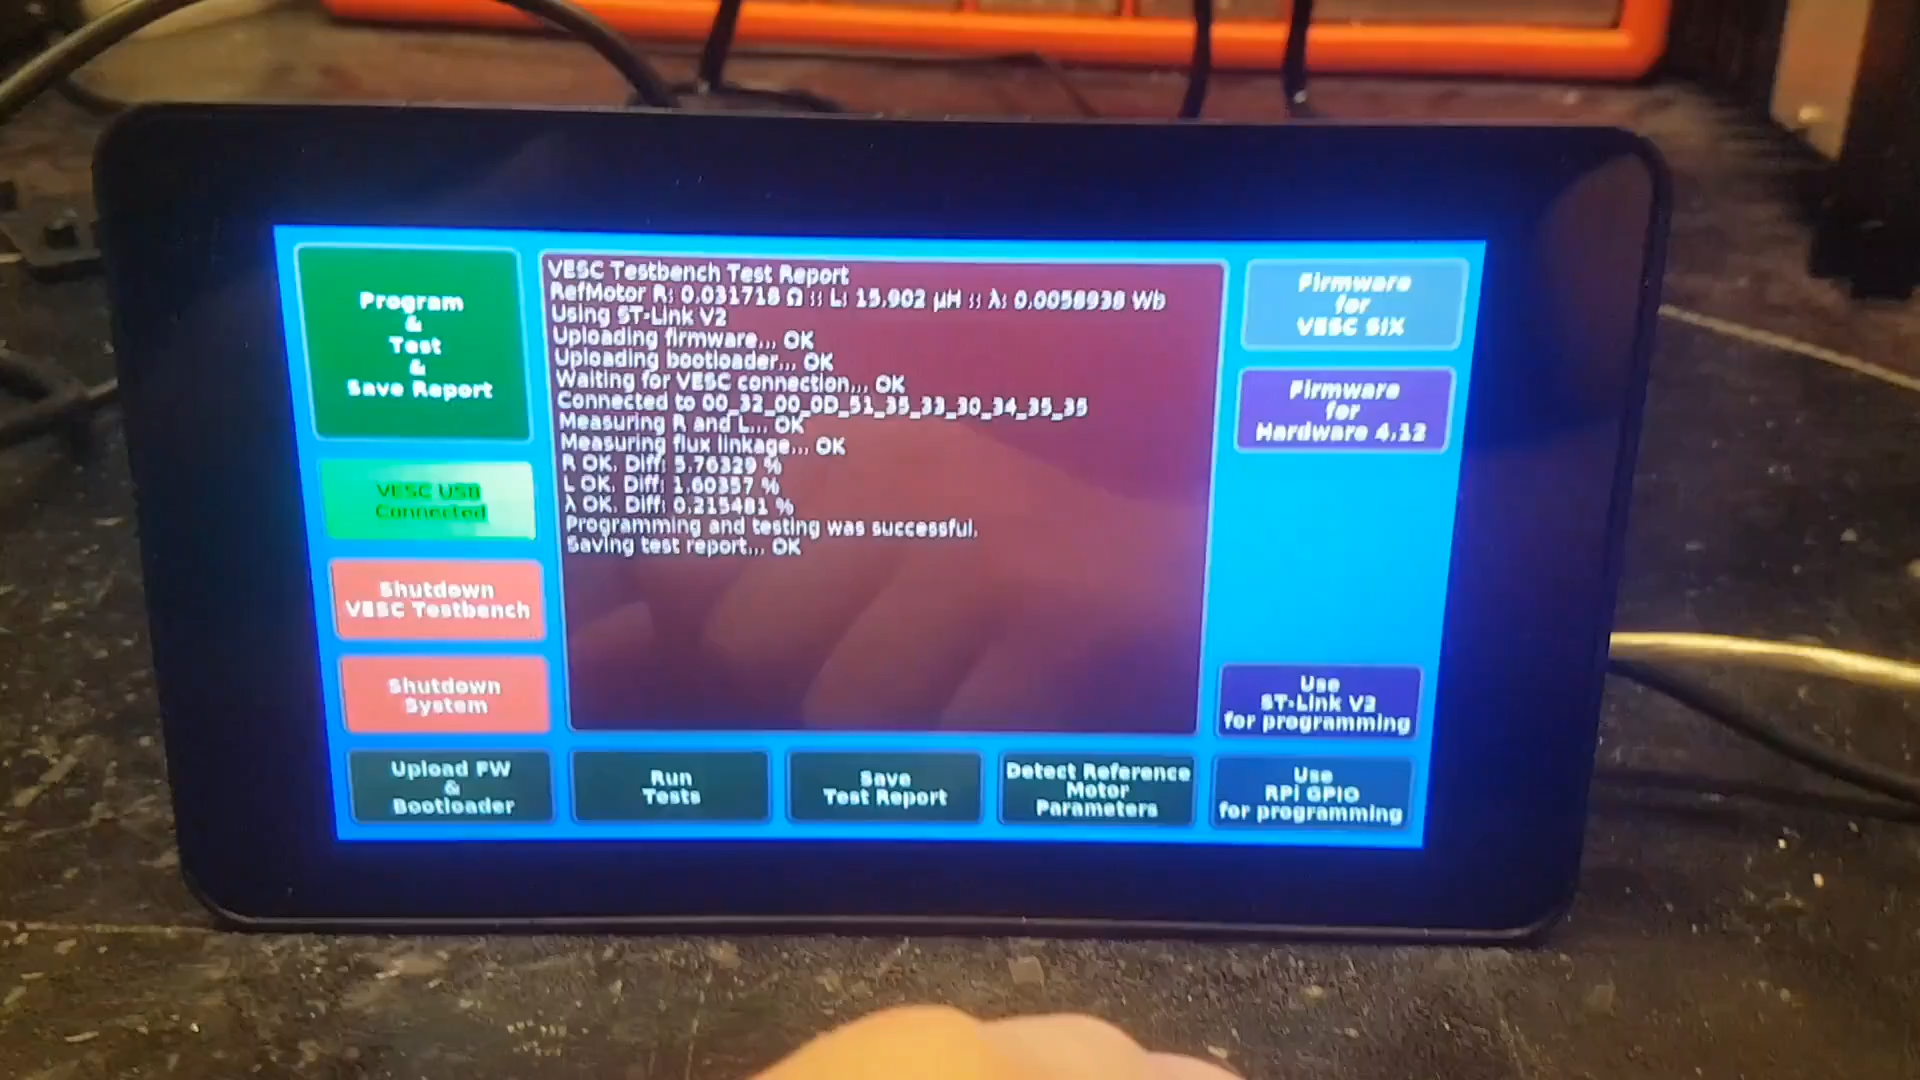 Program
&
Test
&
Save Report
VESC USB
Connected
Shutdown
VESC Testbench
Shutdown
System
VESC Testbench Test Report
RefMotor R: 0.031718 Ω :: L: 15.902 µH :: λ: 0.0058938 Wb
Using ST-Link V2
Uploading firmware... OK
Uploading bootloader... OK
Waiting for VESC connection... OK
Connected to 00_32_00_0D_51_35_33_30_34_35_35
Measuring R and L... OK
Measuring flux linkage... OK
R OK. Diff: 5.76329 %
L OK. Diff: 1.60357 %
λ OK. Diff: 0.215481 %
Programming and testing was successful.
Saving test report... OK
Firmware
for
VESC SIX
Firmware
for
Hardware 4.12
Use
ST-Link V2
for programming
Upload FW
&
Bootloader
Run
Tests
Save
Test Report
Detect Reference
Motor
Parameters
Use
RPi GPIO
for programming